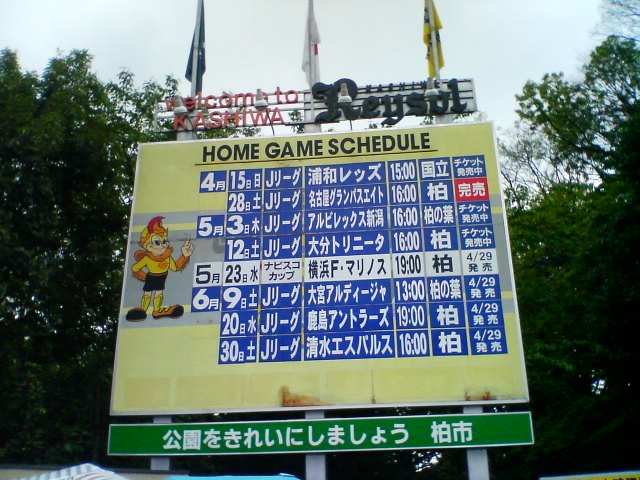 welcome to
KASHIWA
Reysol
HOME GAME SCHEDULE
4月 15日 日 Jリーグ 浦和レッズ 15:00 国立 チケット発売中
28日 土 Jリーグ 名古屋グランパスエイト 16:00 柏 完売
5月 3日 木 Jリーグ アルビレックス新潟 16:00 柏の葉 チケット発売中
12日 土 Jリーグ 大分トリニータ 16:00 柏 チケット発売中
5月 23日 水 ナビスコカップ 横浜F・マリノス 19:00 柏 4/29発売
6月 9日 土 Jリーグ 大宮アルディージャ 13:00 柏の葉 4/29発売
20日 水 Jリーグ 鹿島アントラーズ 19:00 柏 4/29発売
30日 土 Jリーグ 清水エスパルス 16:00 柏 4/29発売
公園をきれいにしましょう 柏市